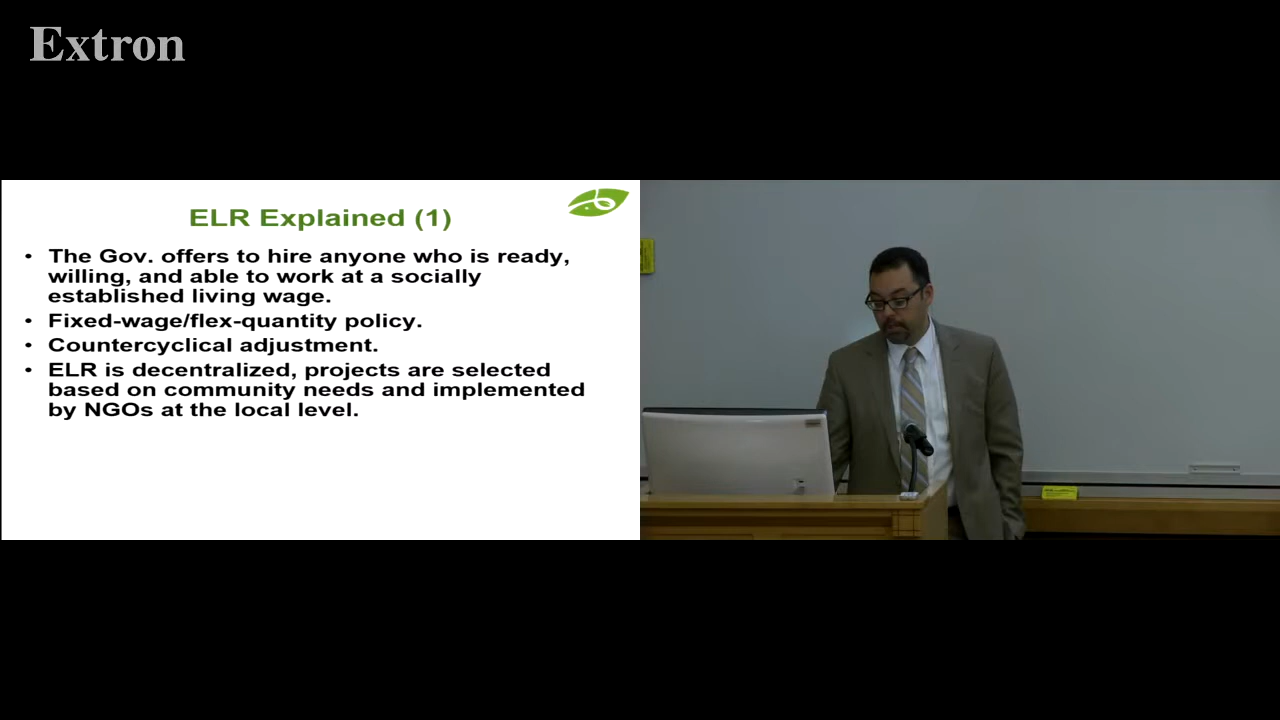 Extron
ELR Explained (1)
• The Gov. offers to hire anyone who is ready,
willing, and able to work at a socially
established living wage.
• Fixed-wage/flex-quantity policy.
• Countercyclical adjustment.
• ELR is decentralized, projects are selected
based on community needs and implemented
by NGOs at the local level.